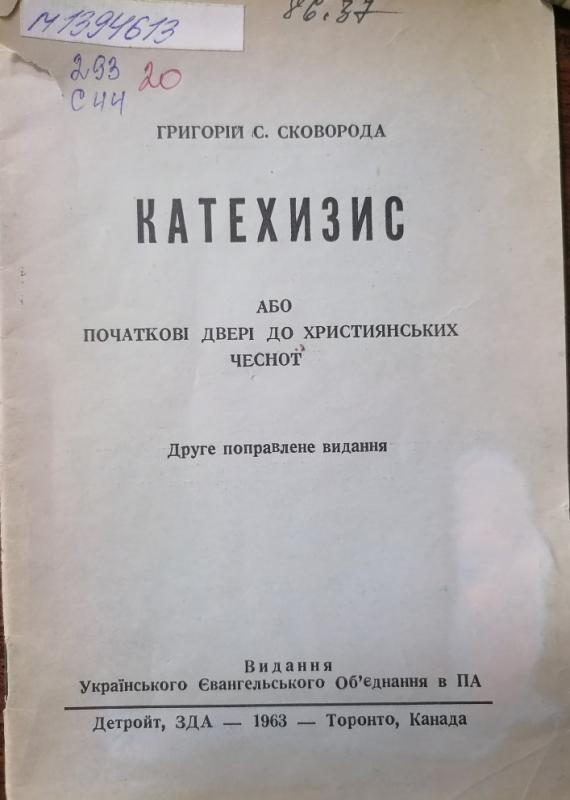 м1394613
86.37
293 20
С44
ГРИГОРІЙ С. СКОВОРОДА
КАТЕХИЗИС
АБО
ПОЧАТКОВІ ДВЕРІ ДО ХРИСТИЯНСЬКИХ
ЧЕСНОТ
Друге поправлене видання
Видання
Українського Євангельського Об'єднання в ПА
Детройт, ЗДА — 1963 — Торонто, Канада